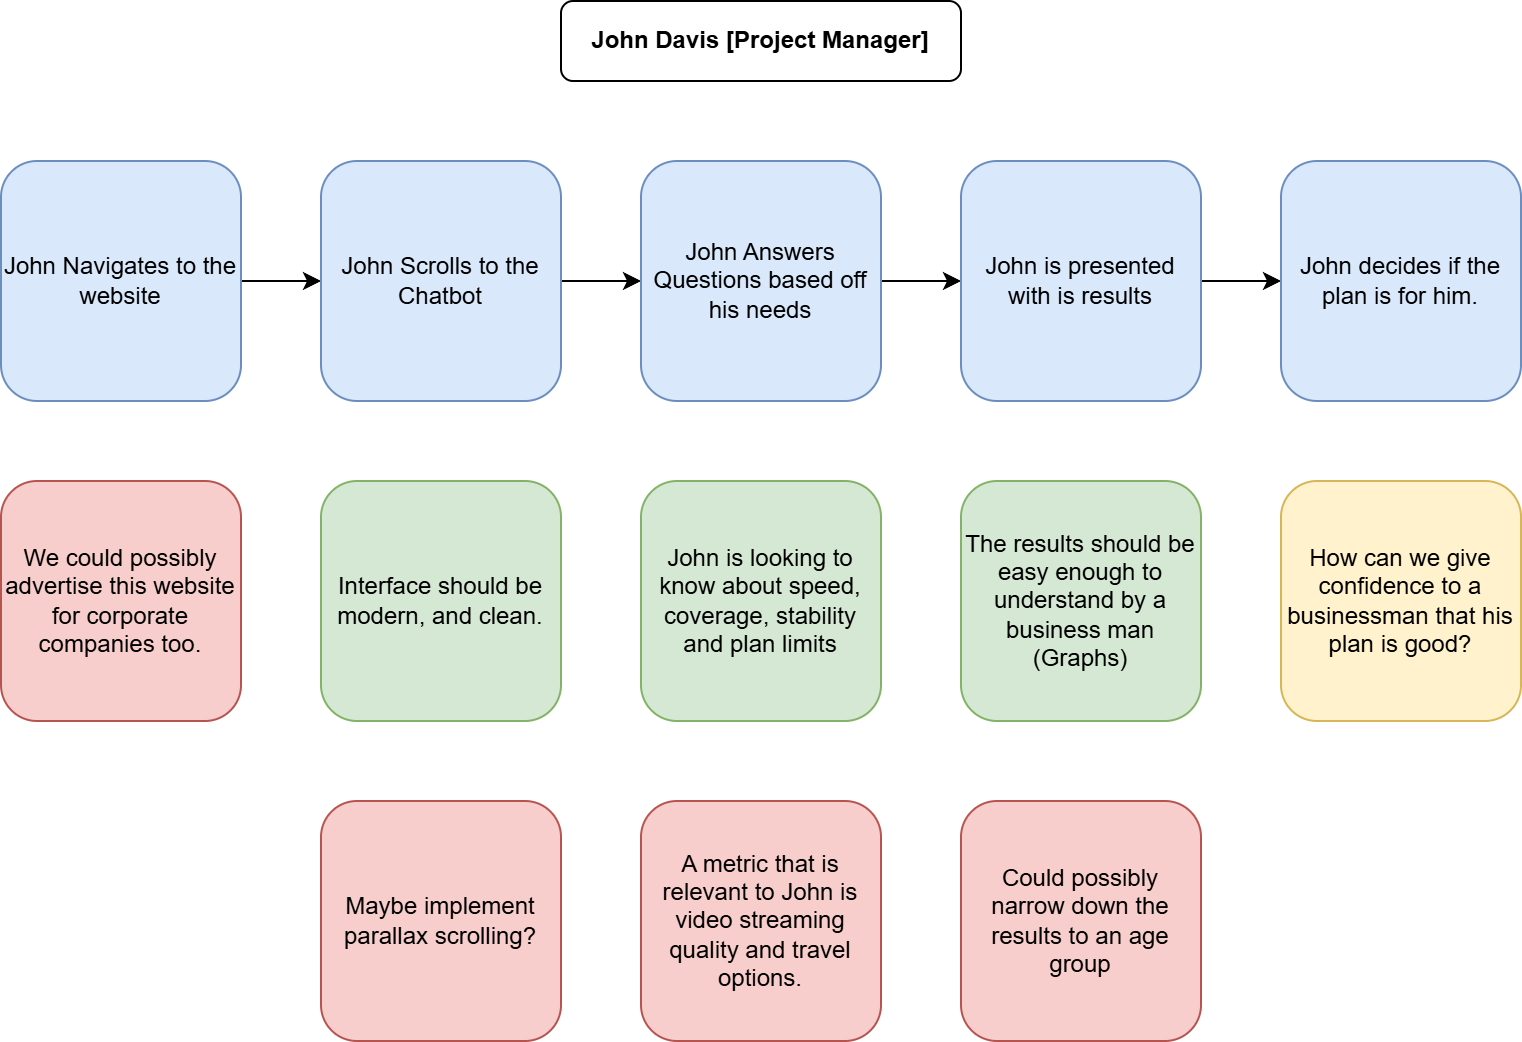 John Davis [Project Manager]
John Navigates to the
website
John Scrolls to the
Chatbot
John Answers
Questions based off
his needs
John is presented
with is results
John decides if the
plan is for him.
We could possibly
advertise this website
for corporate
companies too.
Interface should be
modern, and clean.
John is looking to
know about speed,
coverage, stability
and plan limits
The results should be
easy enough to
understand by a
business man
(Graphs)
How can we give
confidence to a
businessman that his
plan is good?
Maybe implement
parallax scrolling?
A metric that is
relevant to John is
video streaming
quality and travel
options.
Could possibly
narrow down the
results to an age
group